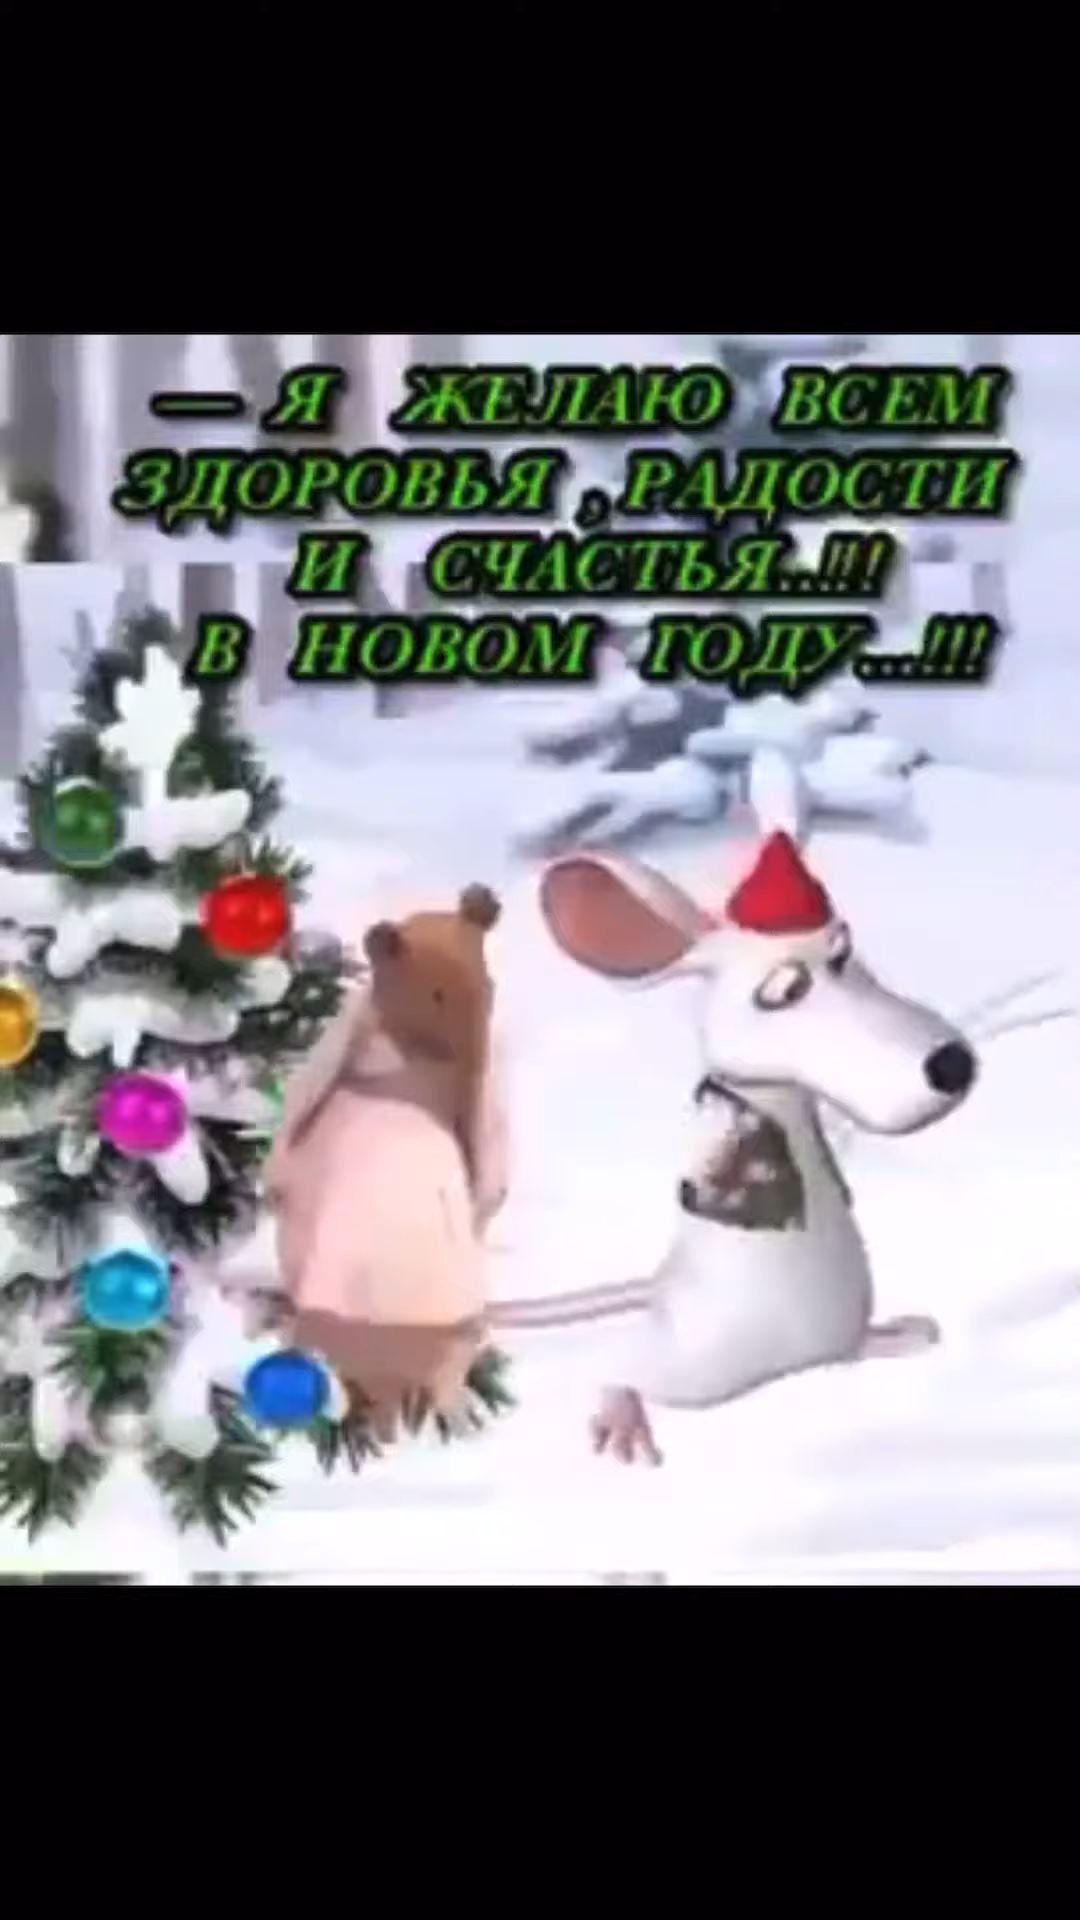 — Я ЖЕЛАЮ ВСЕМ
ЗДОРОВЬЯ , РАДОСТИ
И СЧАСТЬЯ...!!!
В НОВОМ ГОДУ....!!!